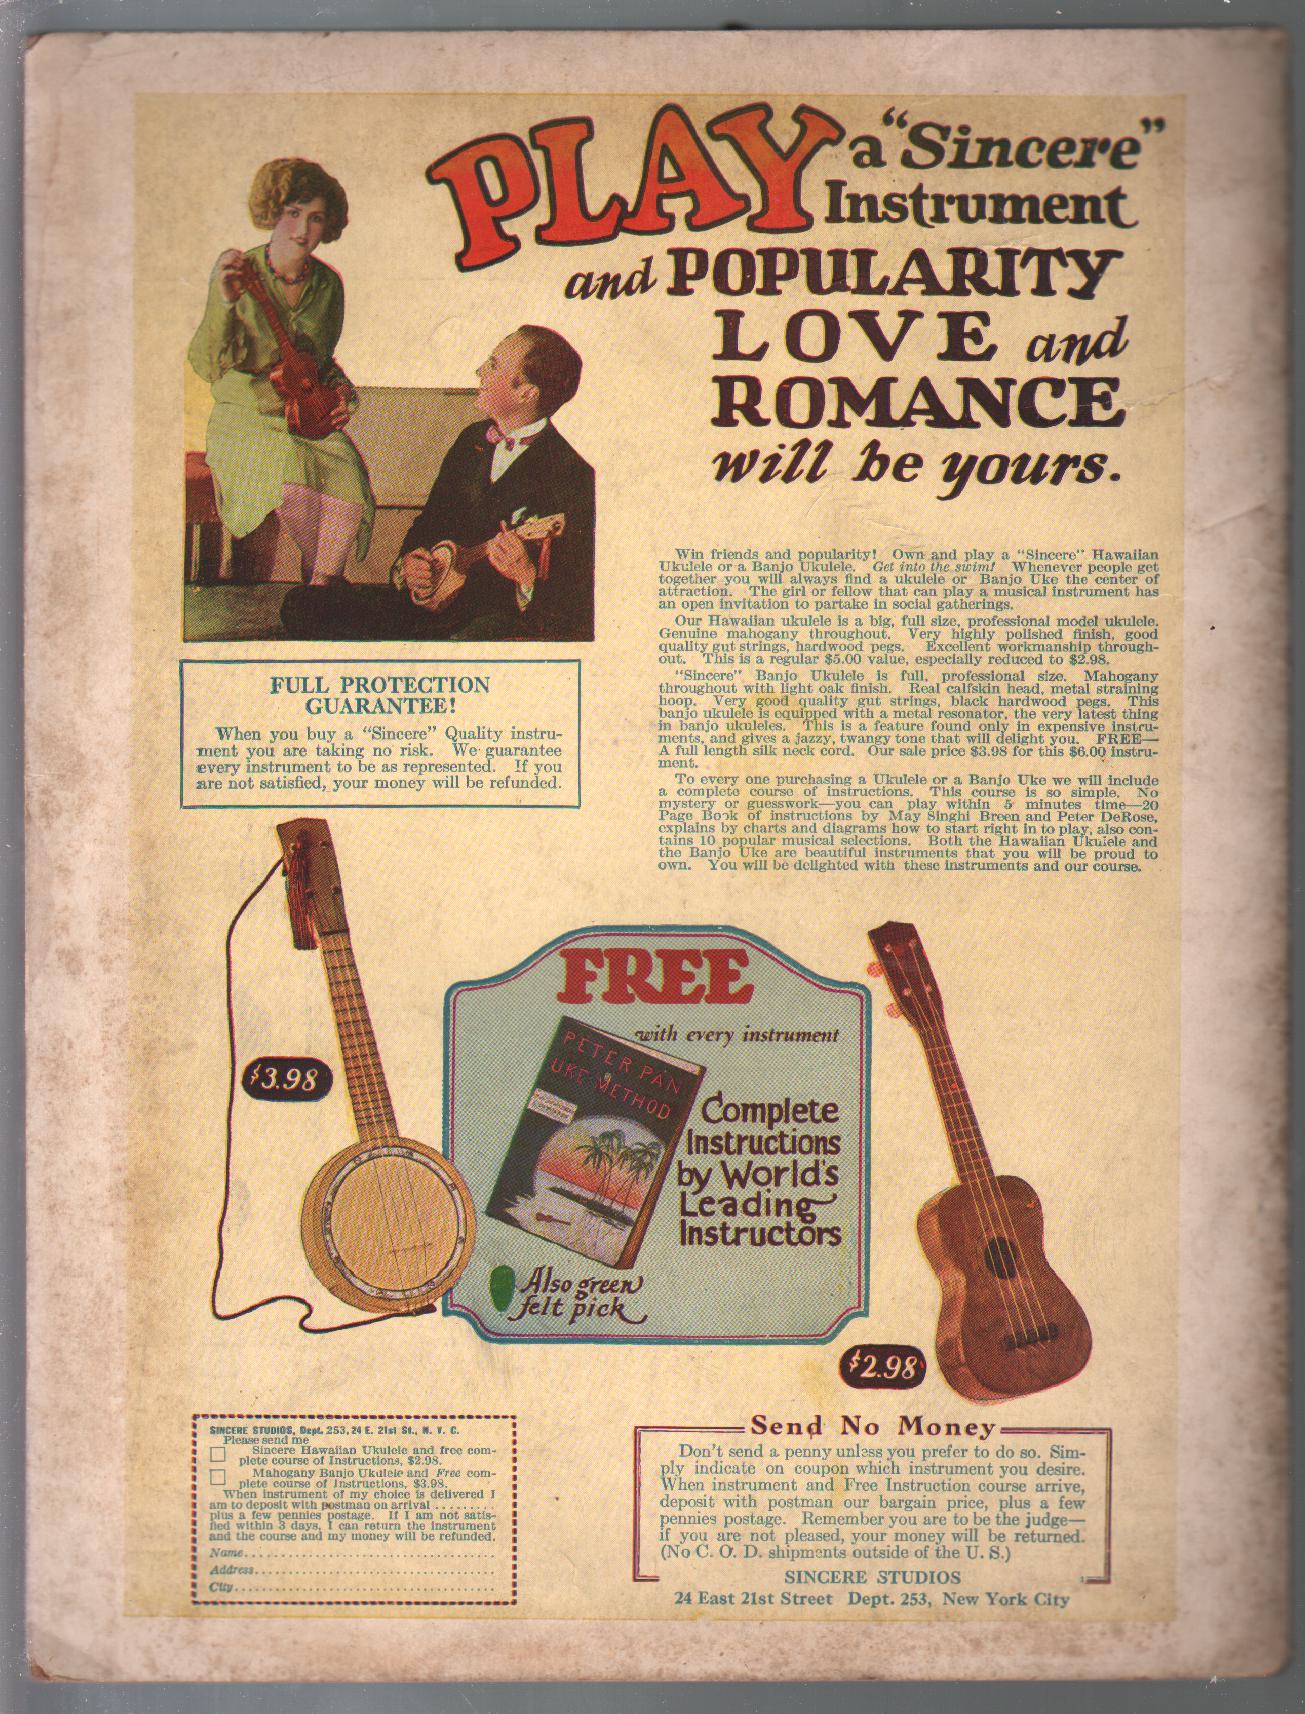 PLAY a "Sincere"
Instrument
and POPULARITY
LOVE and
ROMANCE
will be yours.
Win friends and popularity! Own and play a "Sincere" Hawaiian
Ukulele or a Banjo Ukulele. Get into the swim! Whenever people get
together you will always find a ukulele or Banjo Uke the center of
attraction. The girl or fellow that can play a musical instrument has
an open invitation to partake in social gatherings.
Our Hawaiian ukulele is a big, full size, professional model ukulele.
Genuine mahogany throughout. Very highly polished finish, good
quality gut strings, hardwood pegs. Excellent workmanship through-
out. This is a regular $5.00 value, especially reduced to $2.98.
"Sincere" Banjo Ukulele is full, professional size. Mahogany
throughout with light oak finish. Real calfskin head, metal straining
hoop. Very good quality gut strings, black hardwood pegs. This
banjo ukulele is equipped with a metal resonator, the very latest thing
in banjo ukuleles. This is a feature found only in expensive instru-
ments, and gives a jazzy, twangy tone that will delight you. FREE—
A full length silk neck cord. Our sale price $3.98 for this $6.00 instru-
ment.
To every one purchasing a Ukulele or a Banjo Uke we will include
a complete course of instructions. This course is so simple. No
mystery or guesswork—you can play within 5 minutes time—20
Page Book of instructions by May Singhi Breen and Peter DeRose,
explains by charts and diagrams how to start right in to play, also con-
tains 10 popular musical selections. Both the Hawaiian Ukulele and
the Banjo Uke are beautiful instruments that you will be proud to
own. You will be delighted with these instruments and our course.
FULL PROTECTION
GUARANTEE!
When you buy a "Sincere" Quality instru-
ment you are taking no risk. We guarantee
every instrument to be as represented. If you
are not satisfied, your money will be refunded.
$3.98
FREE
with every instrument
PETER PAN
UKE METHOD
Complete
Instructions
by World's
Leading
Instructors
Also green
felt pick
$2.98
SINCERE STUDIOS, Dept. 253, 24 E. 21st St., N. Y. C.
Please send me
Sincere Hawaiian Ukulele and free com-
plete course of Instructions, $2.98.
Mahogany Banjo Ukulele and Free com-
plete course of Instructions, $3.98.
When instrument of my choice is delivered I
am to deposit with postman on arrival .........
plus a few pennies postage. If I am not satis-
fied within 3 days, I can return the instrument
and the course and my money will be refunded.
Name........................................
Address.....................................
City........................................
Send No Money
Don't send a penny unless you prefer to do so. Sim-
ply indicate on coupon which instrument you desire.
When instrument and Free Instruction course arrive,
deposit with postman our bargain price, plus a few
pennies postage. Remember you are to be the judge—
if you are not pleased, your money will be returned.
(No C. O. D. shipments outside of the U. S.)
SINCERE STUDIOS
24 East 21st Street Dept. 253, New York City